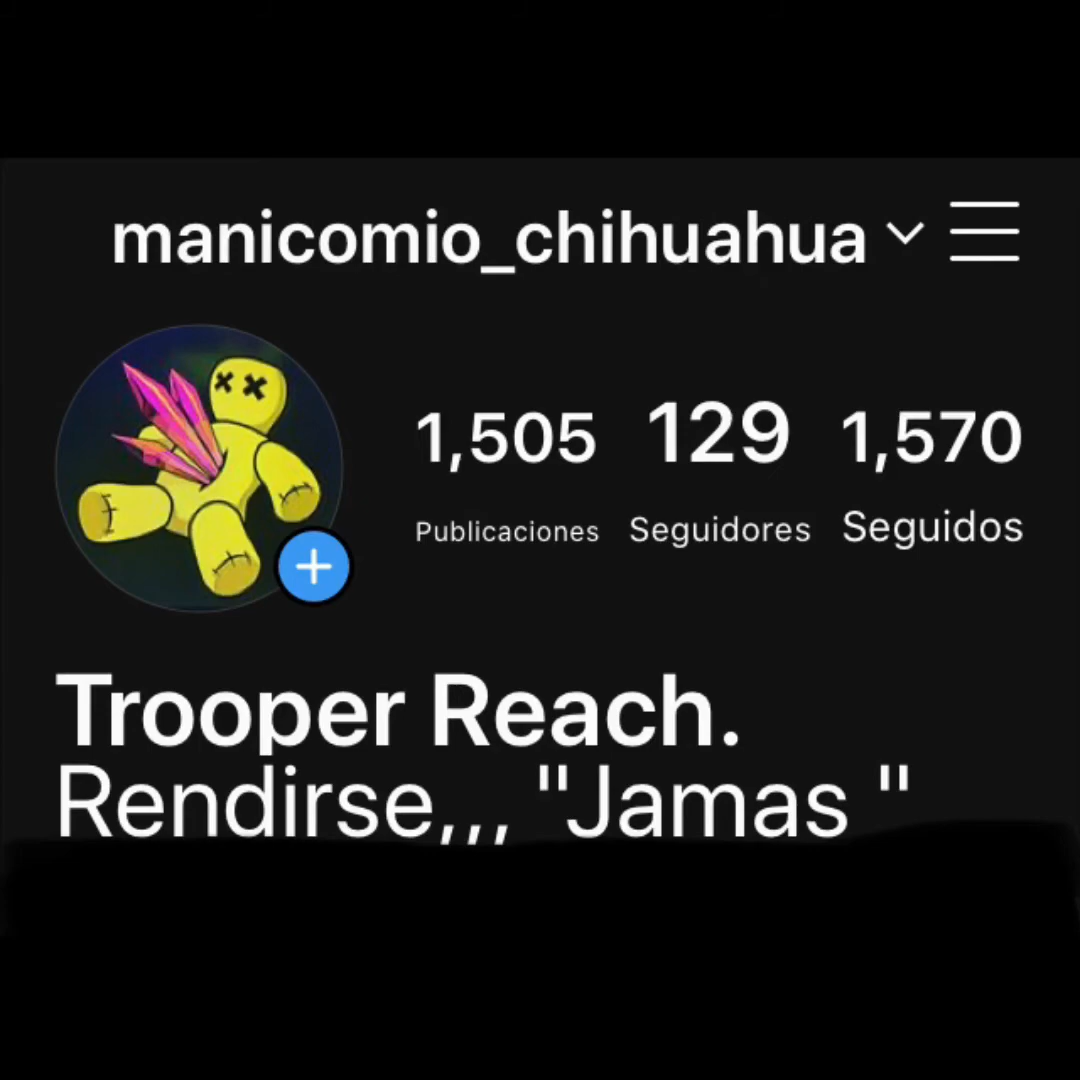 manicomio_chihuahua
1,505 129 1,570
Publicaciones Seguidores Seguidos
Trooper Reach.
Rendirse,,, "Jamas "